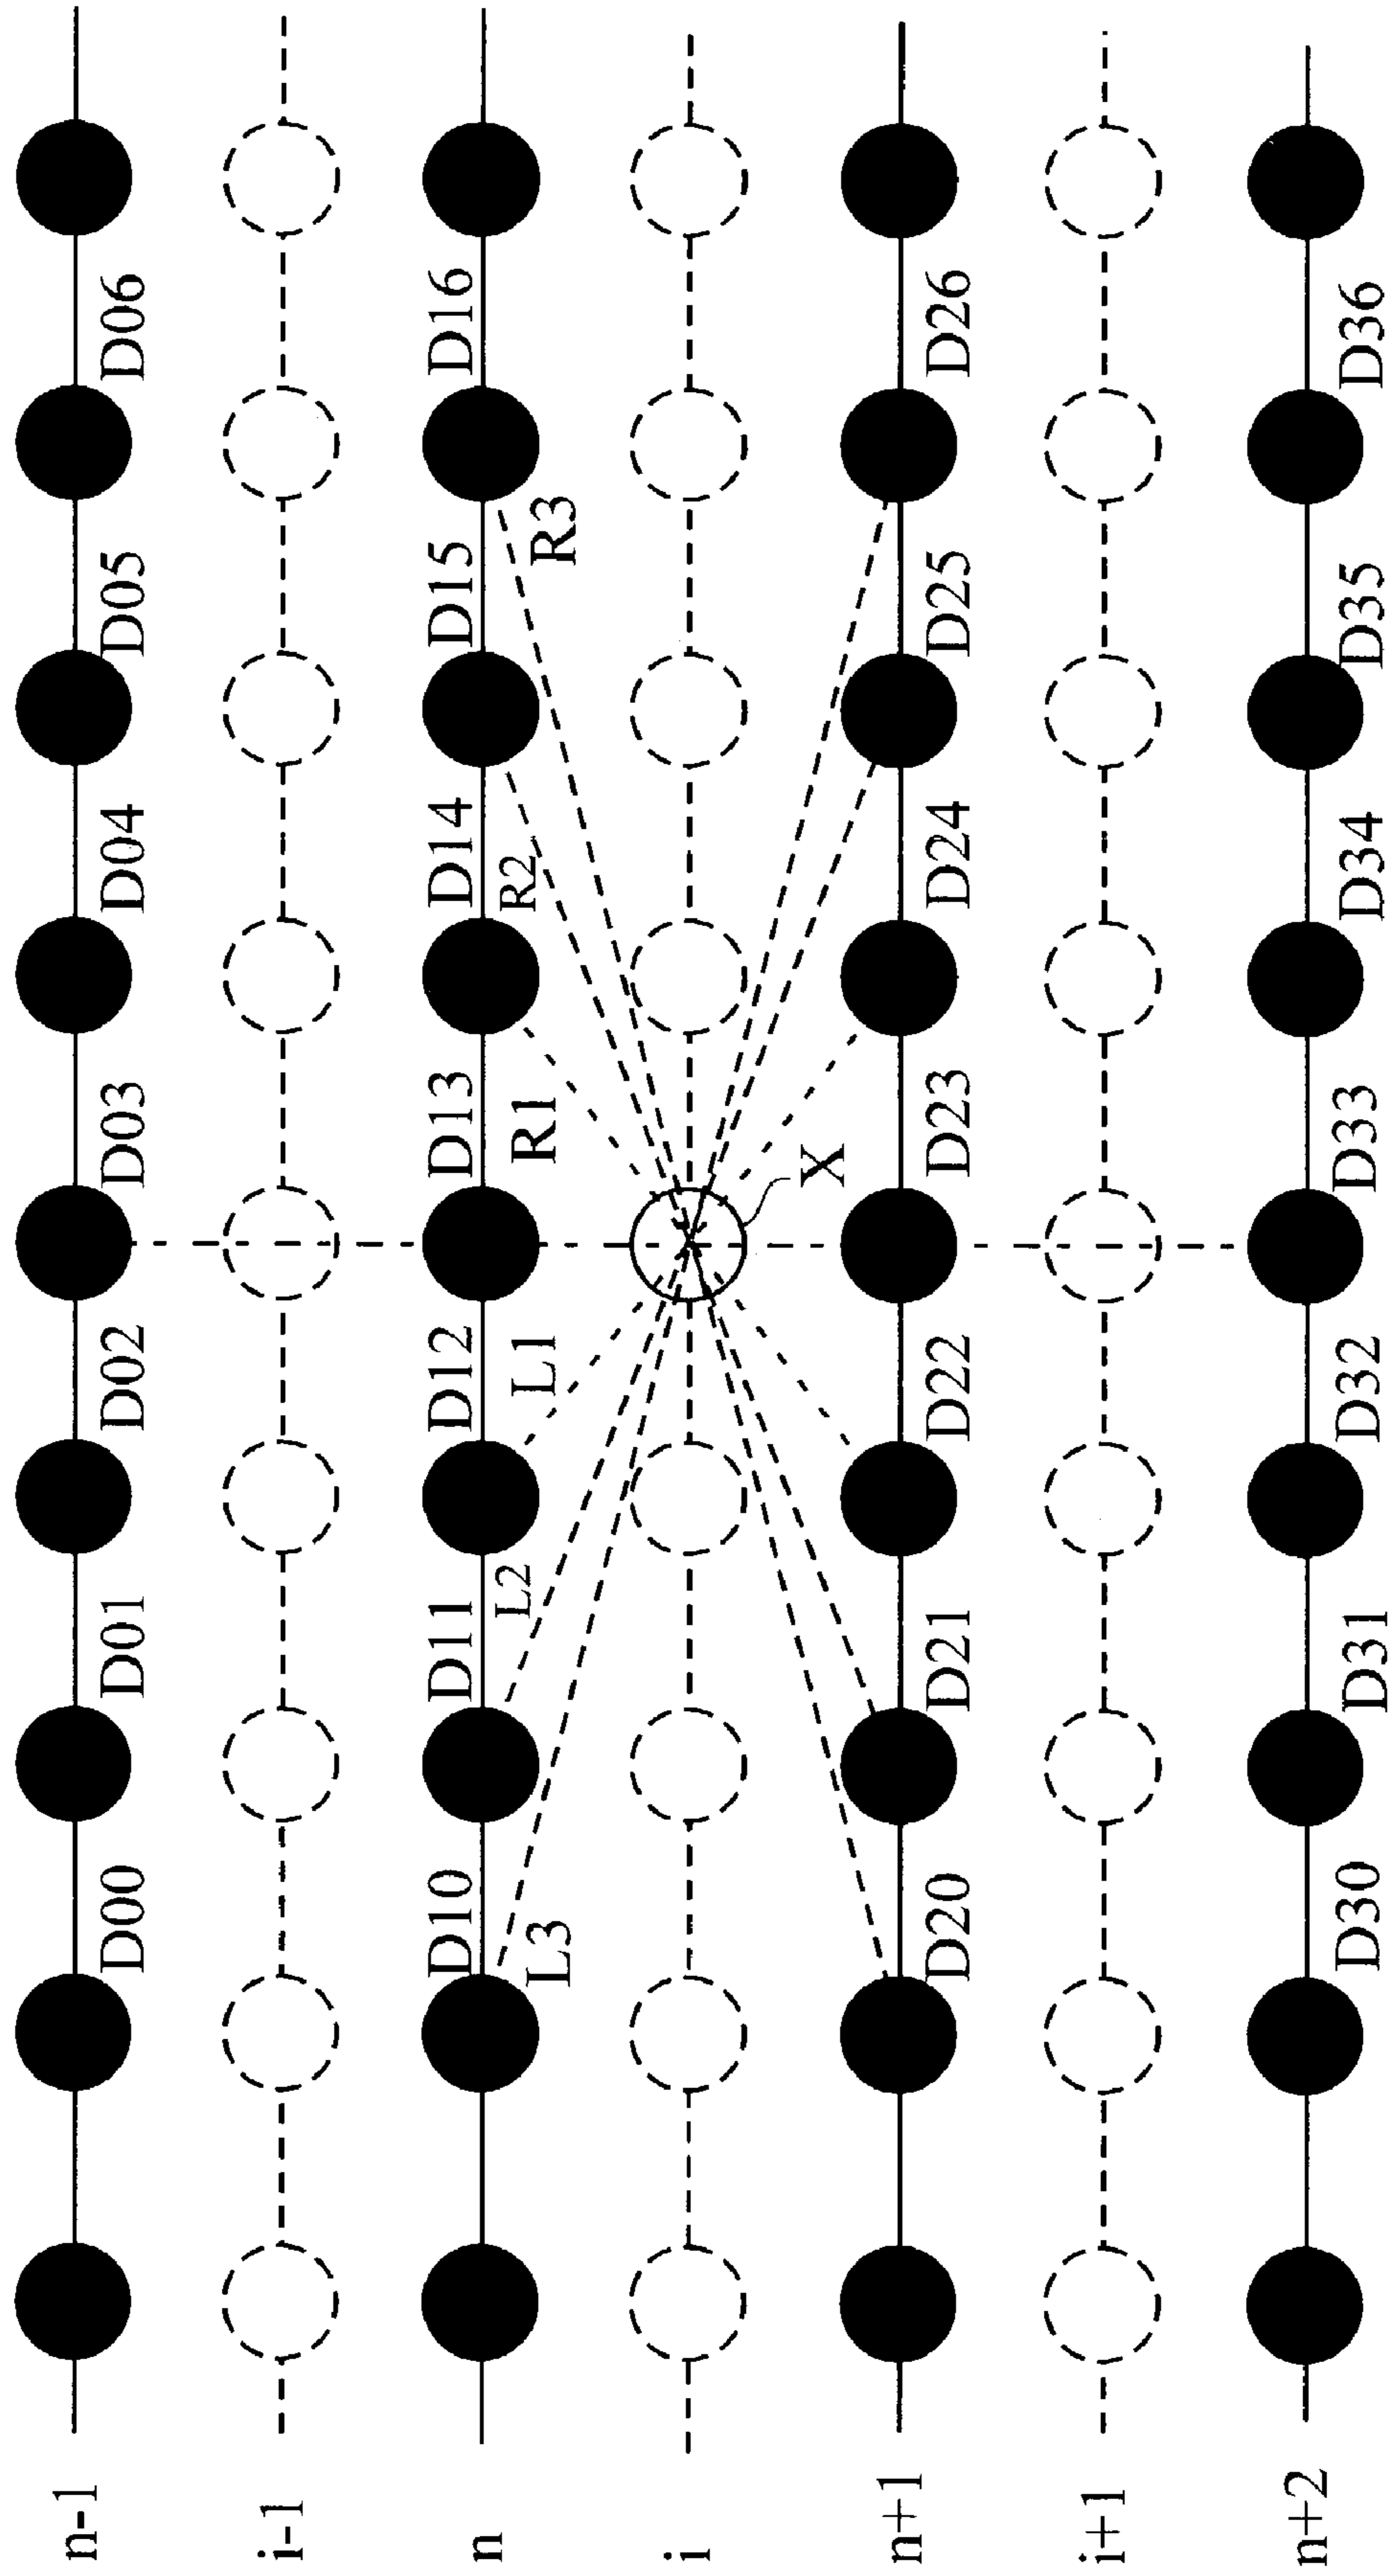 n-1
D00 D01 D02 D03 D04 D05 D06
i-1
n
D10 D11 D12 D13 D14 D15 D16
L3 L2 L1 R1 R2 R3
i
X
n+1
D20 D21 D22 D23 D24 D25 D26
i+1
n+2
D30 D31 D32 D33 D34 D35 D36